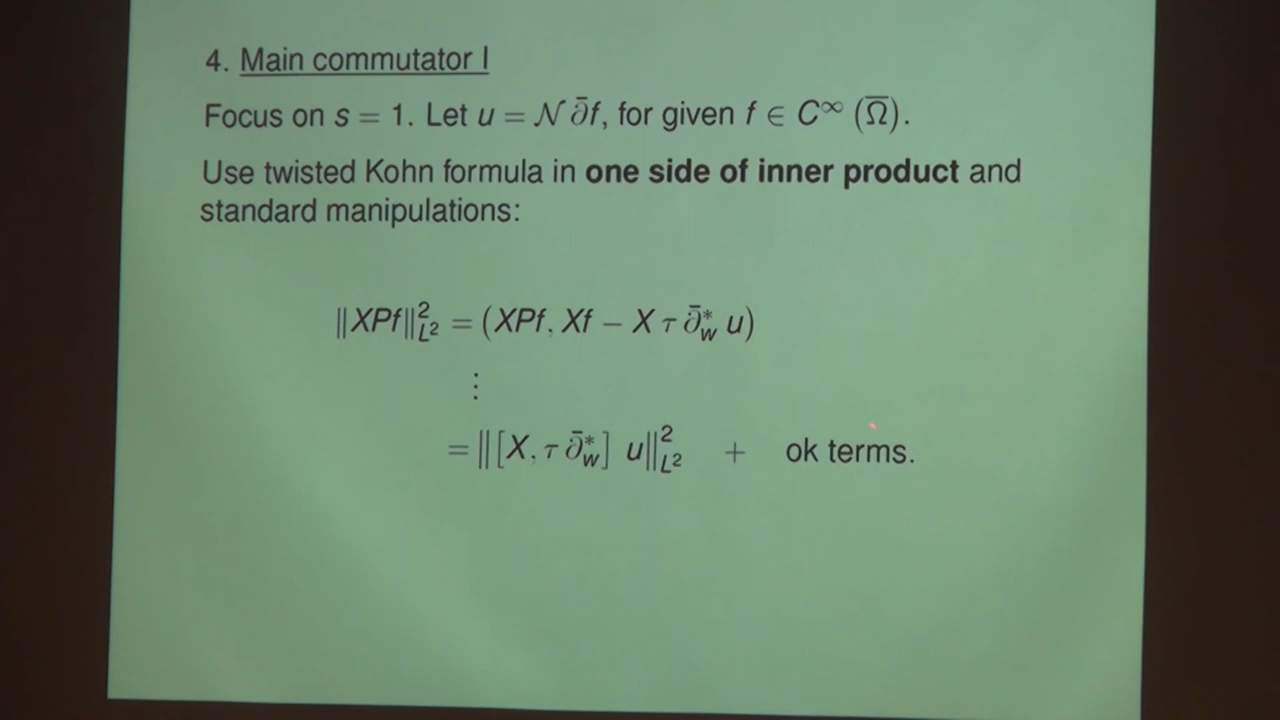 4. Main commutator I
Focus on s = 1. Let u = 𝒩 ∂̄f, for given f ∈ C^∞ (Ω̅).
Use twisted Kohn formula in one side of inner product and
standard manipulations:
‖XPf‖²_{L²} = (XPf, Xf − X τ ∂̄*_w u)
⋮
= ‖[X, τ ∂̄*_w] u‖²_{L²} + ok terms.